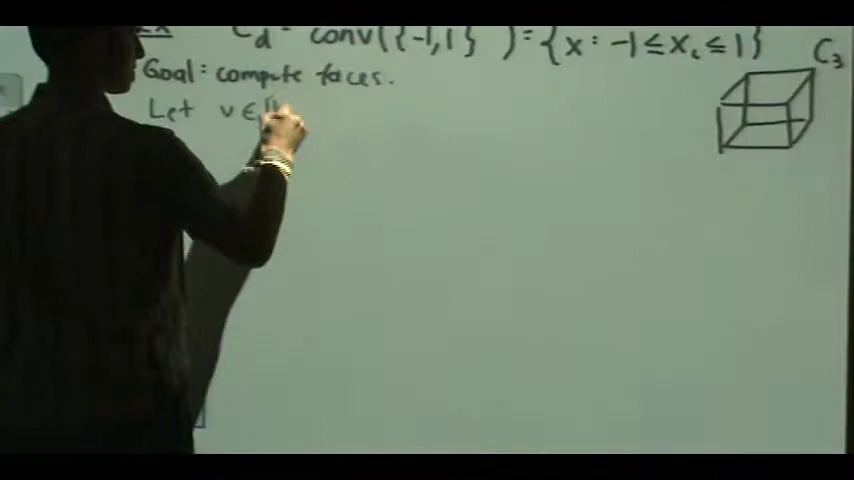 C_d = conv({-1,1} ) = {x : -1 ≤ x_i ≤ 1}
C_3
Goal: compute faces.
Let v ∈